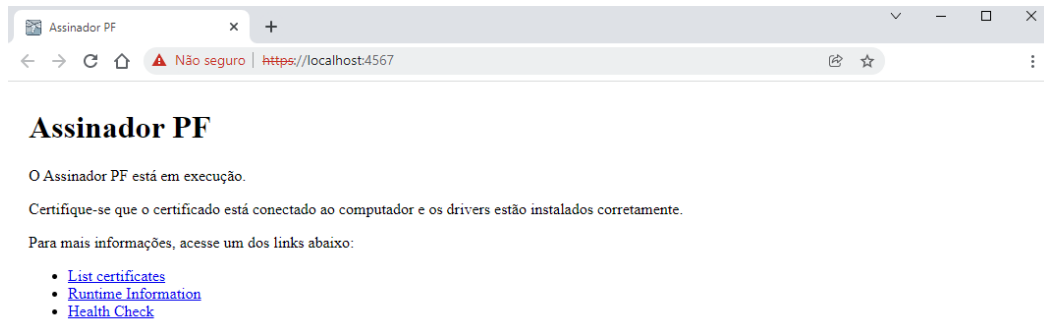 Assinador PF
Não seguro | https://localhost:4567
Assinador PF
O Assinador PF está em execução.
Certifique-se que o certificado está conectado ao computador e os drivers estão instalados corretamente.
Para mais informações, acesse um dos links abaixo:
• List certificates
• Runtime Information
• Health Check